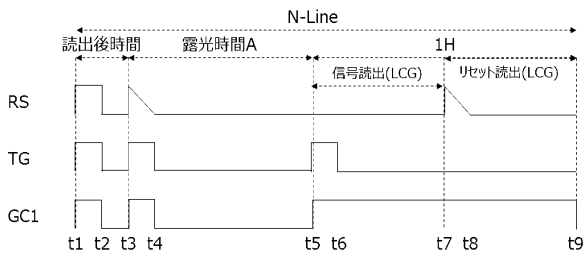 N-Line
読出後時間 露光時間A 1H
信号読出(LCG) リセット読出(LCG)
RS
TG
GC1
t1 t2 t3 t4 t5 t6 t7 t8 t9